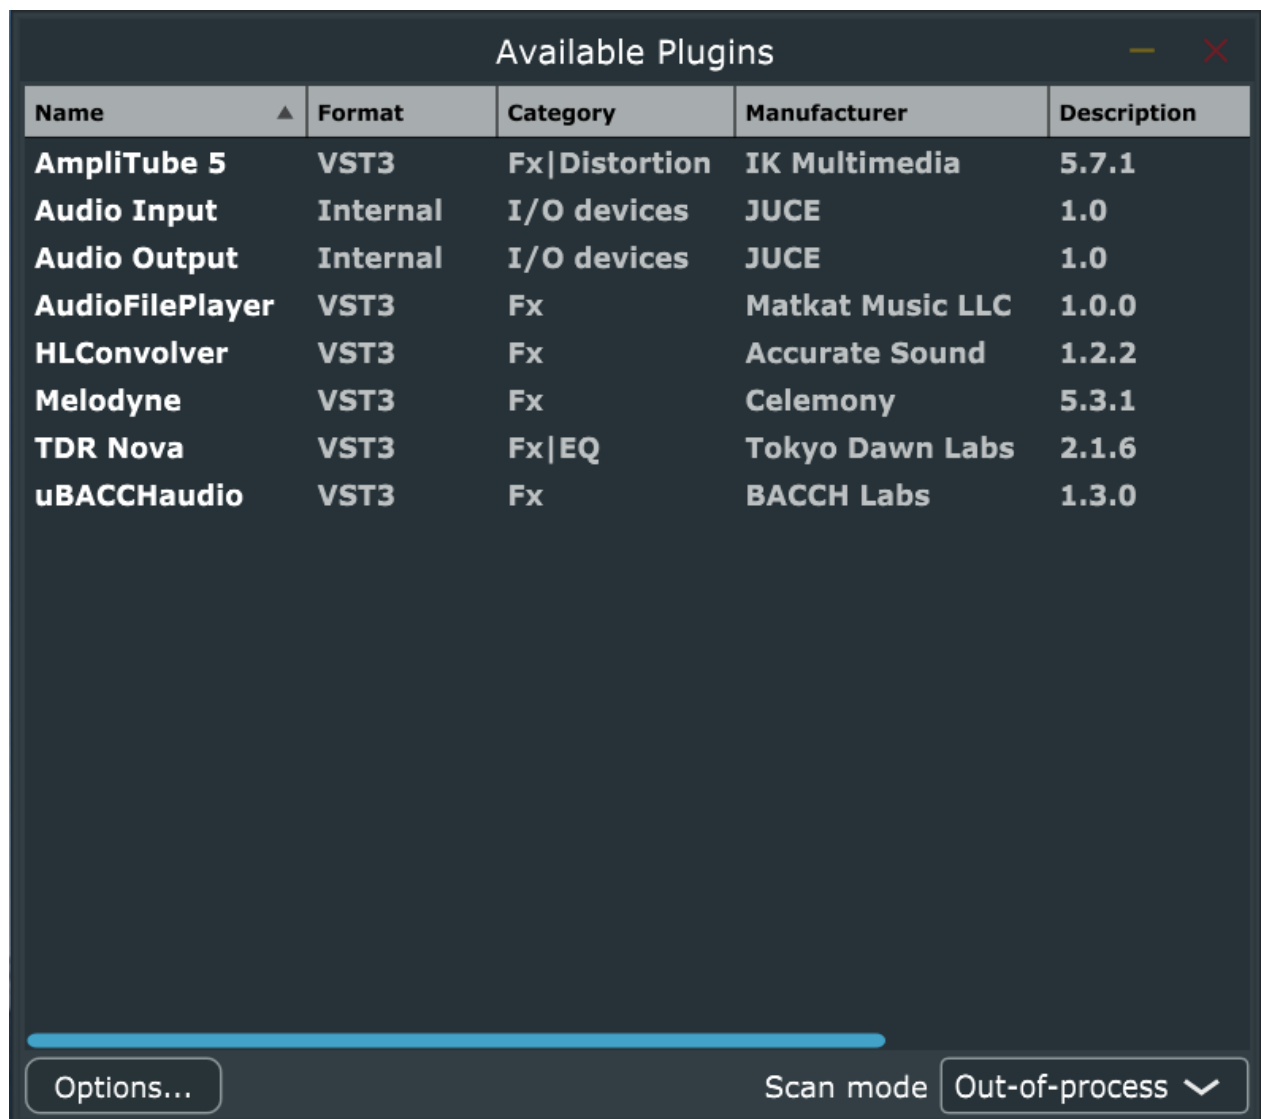 Available Plugins
Name Format Category Manufacturer Description
AmpliTube 5 VST3 Fx|Distortion IK Multimedia 5.7.1
Audio Input Internal I/O devices JUCE 1.0
Audio Output Internal I/O devices JUCE 1.0
AudioFilePlayer VST3 Fx Matkat Music LLC 1.0.0
HLConvolver VST3 Fx Accurate Sound 1.2.2
Melodyne VST3 Fx Celemony 5.3.1
TDR Nova VST3 Fx|EQ Tokyo Dawn Labs 2.1.6
uBACCHaudio VST3 Fx BACCH Labs 1.3.0
Options... Scan mode Out-of-process